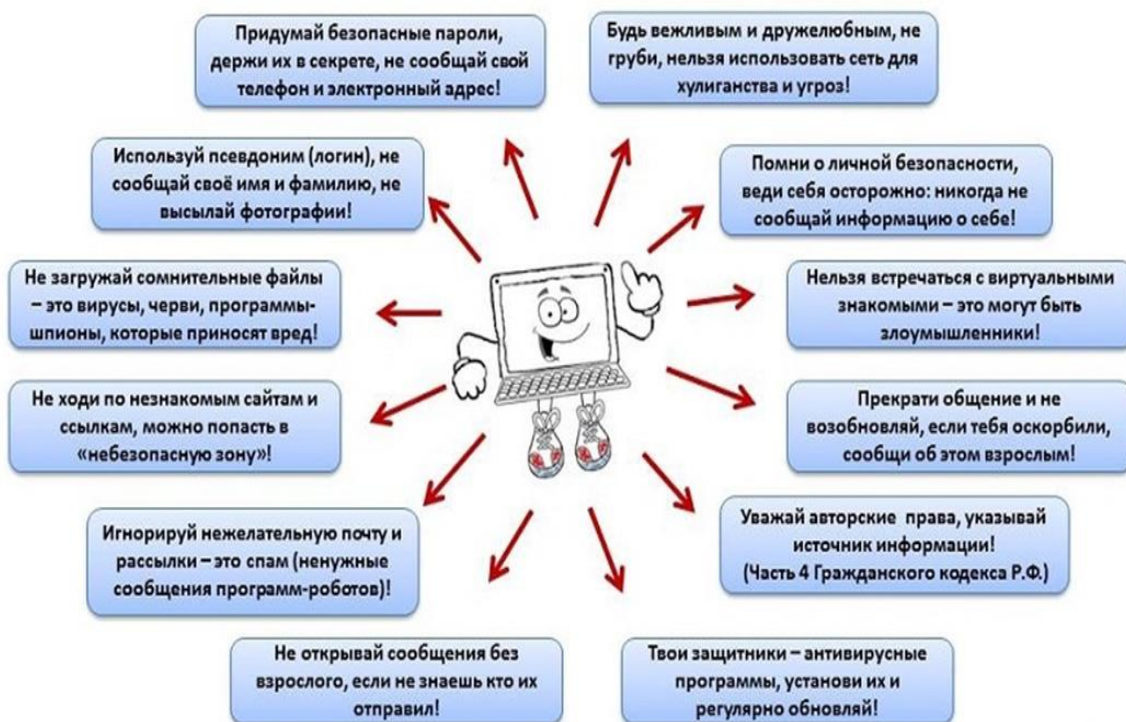 Придумай безопасные пароли,
держи их в секрете, не сообщай свой
телефон и электронный адрес!
Будь вежливым и дружелюбным, не
груби, нельзя использовать сеть для
хулиганства и угроз!
Используй псевдоним (логин), не
сообщай своё имя и фамилию, не
высылай фотографии!
Помни о личной безопасности,
веди себя осторожно: никогда не
сообщай информацию о себе!
Не загружай сомнительные файлы
– это вирусы, черви, программы-
шпионы, которые приносят вред!
Нельзя встречаться с виртуальными
знакомыми – это могут быть
злоумышленники!
Не ходи по незнакомым сайтам и
ссылкам, можно попасть в
«небезопасную зону»!
Прекрати общение и не
возобновляй, если тебя оскорбили,
сообщи об этом взрослым!
Игнорируй нежелательную почту и
рассылки – это спам (ненужные
сообщения программ-роботов)!
Уважай авторские права, указывай
источник информации!
(Часть 4 Гражданского кодекса Р.Ф.)
Не открывай сообщения без
взрослого, если не знаешь кто их
отправил!
Твои защитники – антивирусные
программы, установи их и
регулярно обновляй!